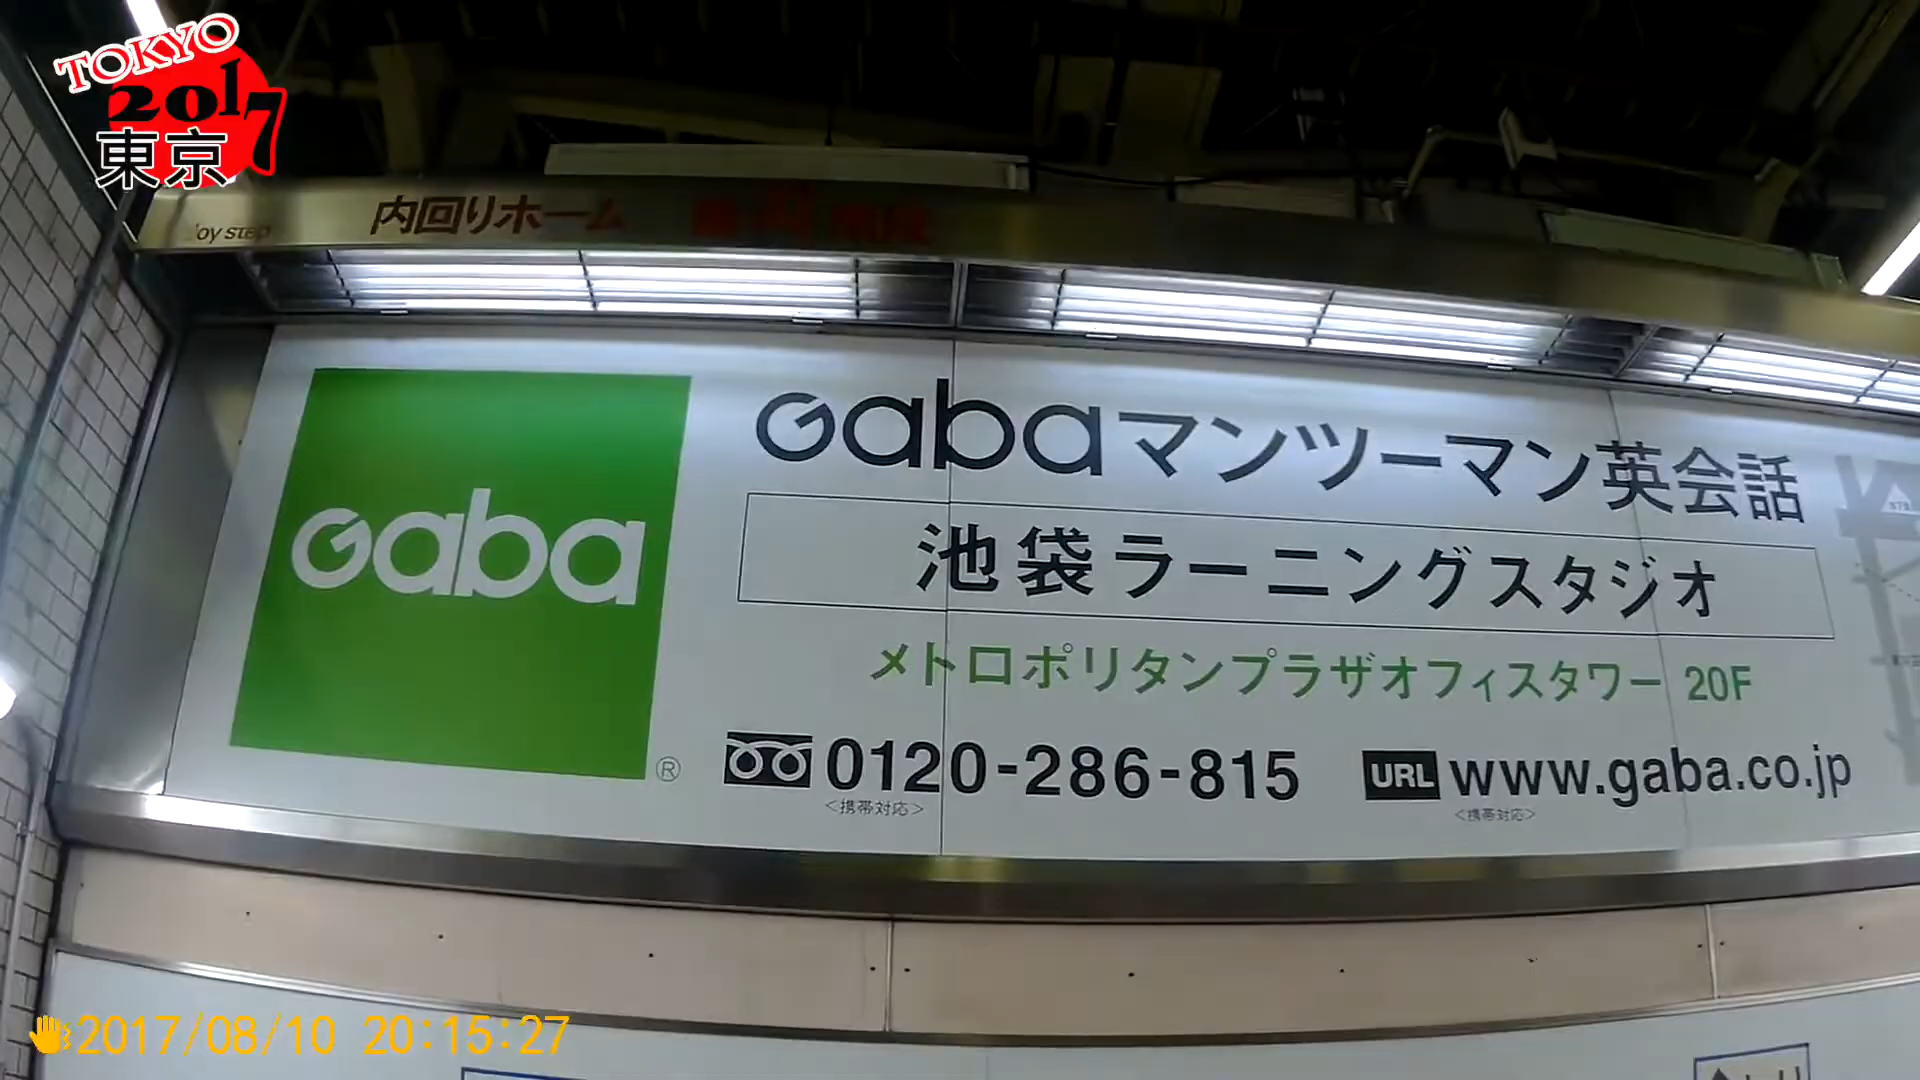 TOKYO
2017
東京
内回りホーム
Gaba
®
Gabaマンツーマン英会話
池袋ラーニングスタジオ
メトロポリタンプラザオフィスタワー 20F
0120-286-815
<携帯対応>
URL www.gaba.co.jp
<携帯対応>
2017/08/10 20:15:27